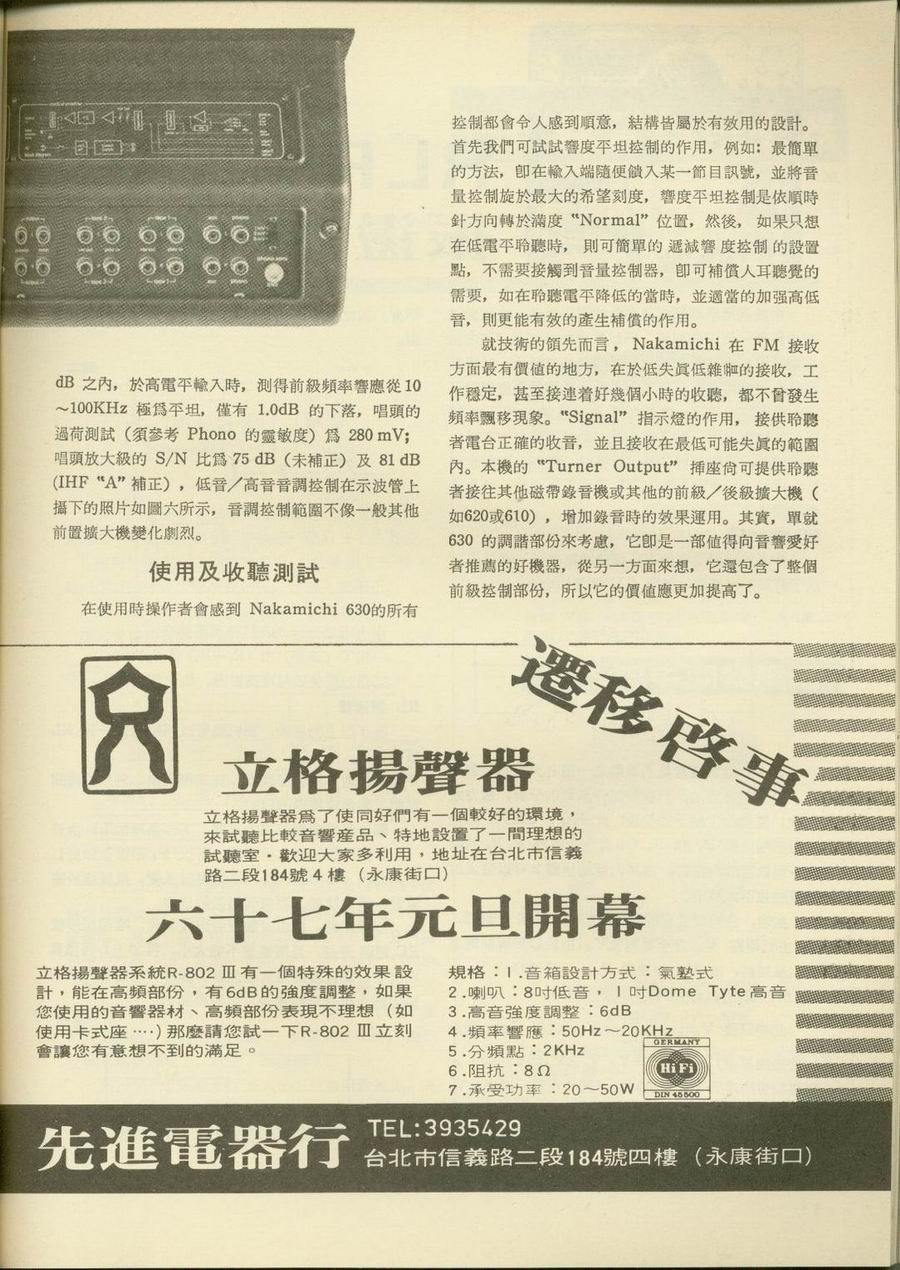 dB 之內，於高電平輸入時，測得前級頻率響應從10
～100KHz 極爲平坦，僅有 1.0dB 的下落，唱頭的
過荷測試（須參考 Phono 的靈敏度）爲 280mV；
唱頭放大級的 S/N 比爲75dB（未補正）及 81dB
(IHF “A”補正），低音／高音音調控制在示波管上
攝下的照片如圖六所示，音調控制範圍不像一般其他
前置擴大機變化劇烈。
使用及收聽測試
在使用時操作者會感到 Nakamichi 630的所有
控制都會令人感到順意，結構皆屬於有效用的設計。
首先我們可試試響度平坦控制的作用，例如：最簡單
的方法，卽在輸入端隨便饋入某一節目訊號，並將音
量控制旋於最大的希望刻度，響度平坦控制是依順時
針方向轉於滿度 “Normal” 位置，然後， 如果只想
在低電平聆聽時， 則可簡單的 遞減響 度控制 的設置
點，不需要接觸到音量控制器，卽可補償人耳聽覺的
需要，如在聆聽電平降低的當時，並適當的加强高低
音，則更能有效的產生補償的作用。
就技術的領先而言， Nakamichi 在 FM 接收
方面最有價值的地方，在於低失眞低雜的接收，工
作穩定，甚至接連着好幾個小時的收聽，都不曾發生
頻率飄移現象。“Signal” 指示燈的作用， 接供聆聽
者電台正確的收音，並且接收在最低可能失眞的範圍
內。本機的 “Turner Output” 挿座尙可提供聆聽
者接往其他磁帶錄音機或其他的前級／後級擴大機（
如620或610），增加錄音時的效果運用。其實，單就
630 的調諧部份來考慮，它卽是一部値得向音響愛好
者推薦的好機器，從另一方面來想，它還包含了整個
前級控制部份，所以它的價値應更加提高了。
遷移啓事
立格揚聲器
立格揚聲器爲了使同好們有一個較好的環境，
來試聽比較音響産品、特地設置了一間理想的
試聽室・歡迎大家多利用，地址在台北市信義
路二段184號4樓（永康街口）
六十七年元旦開幕
立格揚聲器系統R-802 Ⅲ有一個特殊的效果設
計，能在高頻部份，有6dB的強度調整，如果
您使用的音響器材、高頻部份表現不理想（如
使用卡式座‥‥)那麼請您試一下R-802 Ⅲ立刻
會讓您有意想不到的滿足。
規格：1.音箱設計方式：氣墊式
2.喇叭：8吋低音，1吋Dome Tyte高音
3.高音強度調整：6dB
4.頻率響應：50Hz～20KHz
5.分頻點：2KHz
6.阻抗：8Ω
7.承受功率：20～50W
GERMANY
Hi Fi
DIN 45500
先進電器行
TEL:3935429
台北市信義路二段184號四樓（永康街口）